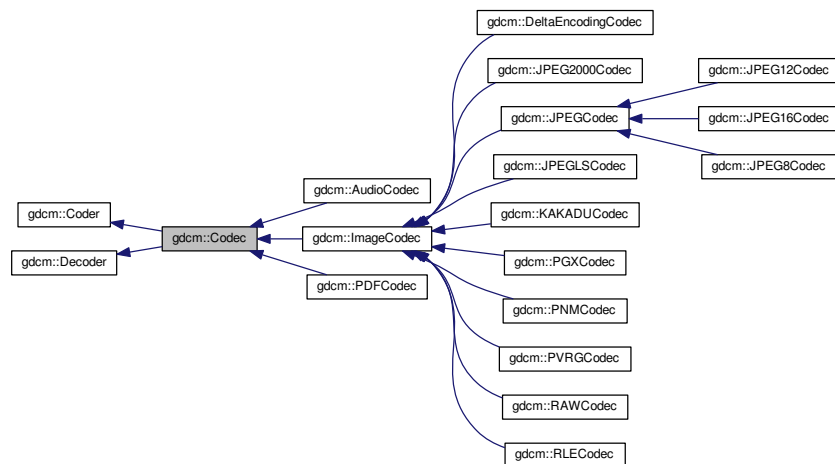 gdcm::DeltaEncodingCodec
gdcm::JPEG2000Codec
gdcm::JPEG12Codec
gdcm::JPEGCodec
gdcm::JPEG16Codec
gdcm::JPEGLSCodec
gdcm::JPEG8Codec
gdcm::AudioCodec
gdcm::Coder
gdcm::KAKADUCodec
gdcm::Codec
gdcm::ImageCodec
gdcm::Decoder
gdcm::PGXCodec
gdcm::PDFCodec
gdcm::PNMCodec
gdcm::PVRGCodec
gdcm::RAWCodec
gdcm::RLECodec